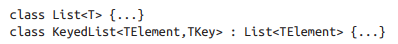 class List<T> {...}
class KeyedList<TElement,TKey> : List<TElement> {...}